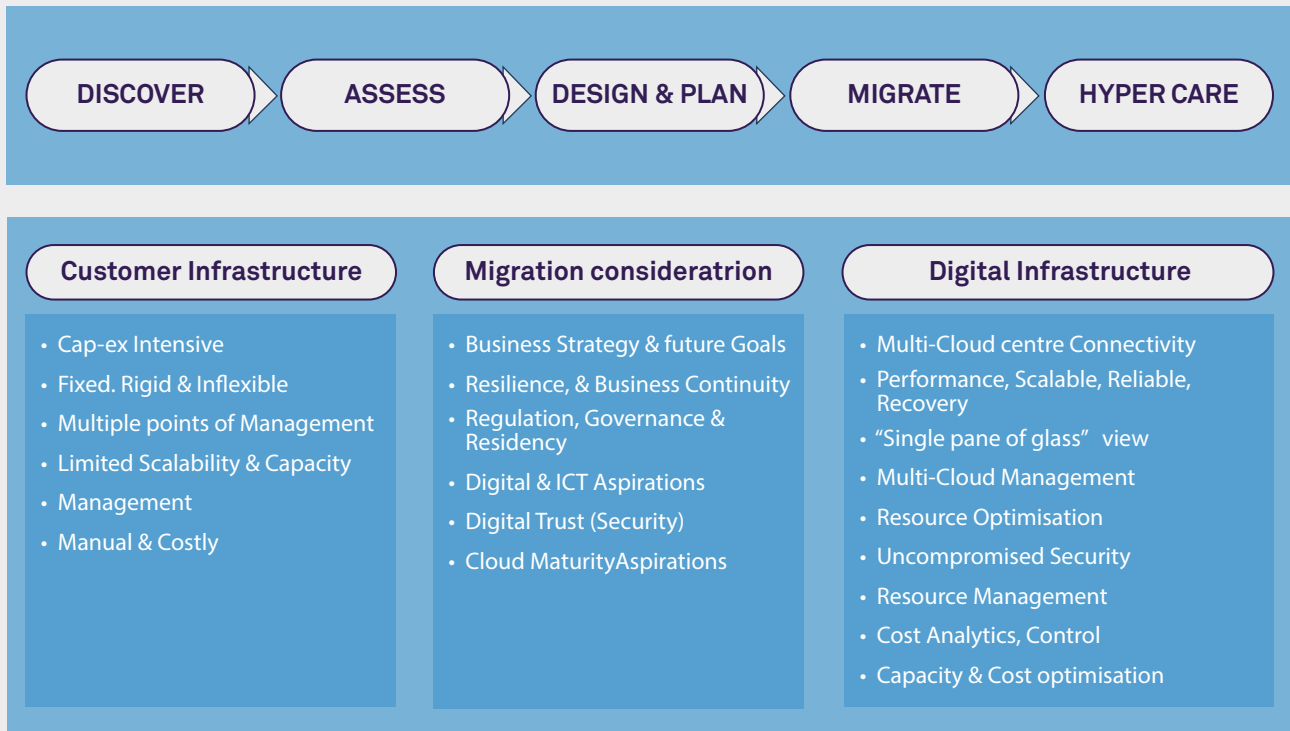 DISCOVER
ASSESS
DESIGN & PLAN
MIGRATE
HYPER CARE
Customer Infrastructure
• Cap-ex Intensive
• Fixed. Rigid & Inflexible
• Multiple points of Management
• Limited Scalability & Capacity
• Management
• Manual & Costly
Migration consideratrion
• Business Strategy & future Goals
• Resilience, & Business Continuity
• Regulation, Governance &
Residency
• Digital & ICT Aspirations
• Digital Trust (Security)
• Cloud MaturityAspirations
Digital Infrastructure
• Multi-Cloud centre Connectivity
• Performance, Scalable, Reliable,
Recovery
• “Single pane of glass” view
• Multi-Cloud Management
• Resource Optimisation
• Uncompromised Security
• Resource Management
• Cost Analytics, Control
• Capacity & Cost optimisation